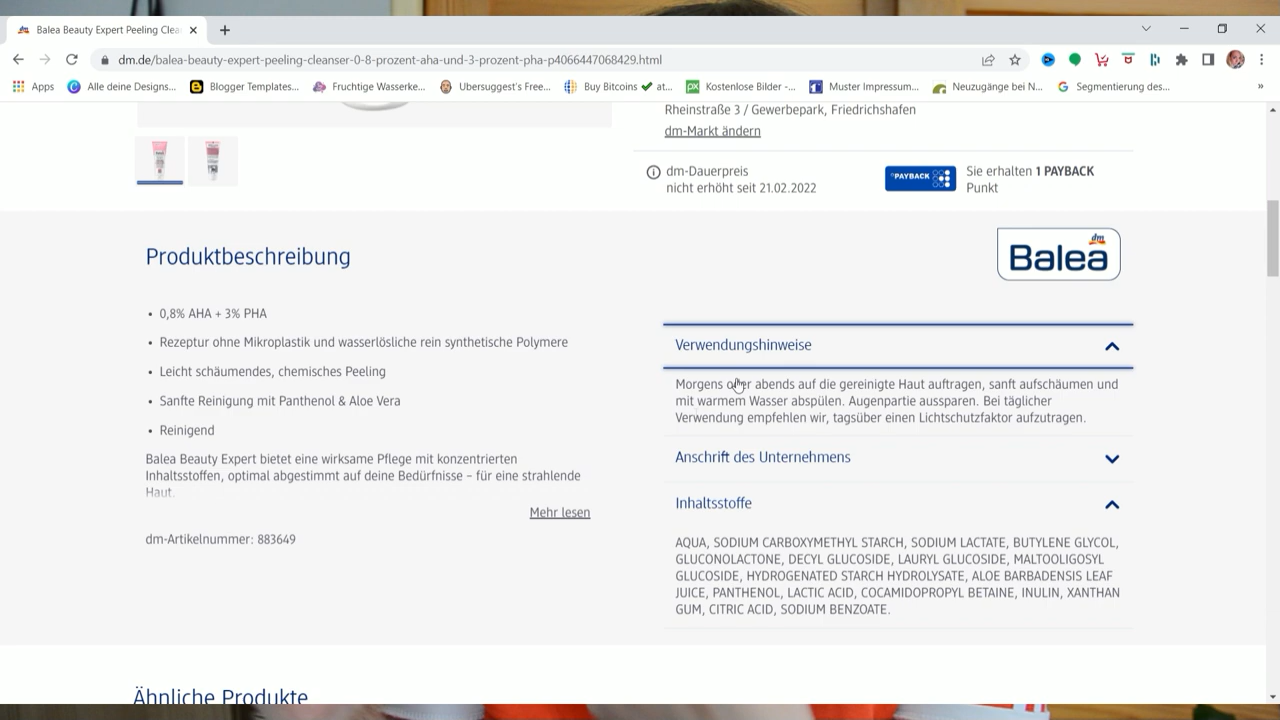 Balea Beauty Expert Peeling Clea
dm.de/balea-beauty-expert-peeling-cleanser-0-8prozent-aha-und-3-prozent-pha-p4066447068429.html
Apps
Alle deine Designs...
Blogger Templates...
Fruchtige Wasserke...
Ubersuggest's Free...
Buy Bitcoins ✔ at...
Kostenlose Bilder -...
Muster Impressum...
Neuzugänge bei N...
Segmentierung des...
»
Rheinstraße 3 / Gewerbepark, Friedrichshafen
dm-Markt ändern
dm-Dauerpreis
nicht erhöht seit 21.02.2022
PAYBACK
Sie erhalten 1 PAYBACK
Punkt
Produktbeschreibung
dm
Balea
• 0,8% AHA + 3% PHA
• Rezeptur ohne Mikroplastik und wasserlösliche rein synthetische Polymere
• Leicht schäumendes, chemisches Peeling
• Sanfte Reinigung mit Panthenol & Aloe Vera
• Reinigend
Balea Beauty Expert bietet eine wirksame Pflege mit konzentrierten
Inhaltsstoffen, optimal abgestimmt auf deine Bedürfnisse – für eine strahlende
Haut.
Mehr lesen
dm-Artikelnummer: 883649
Verwendungshinweise
Morgens oder abends auf die gereinigte Haut auftragen, sanft aufschäumen und
mit warmem Wasser abspülen. Augenpartie aussparen. Bei täglicher
Verwendung empfehlen wir, tagsüber einen Lichtschutzfaktor aufzutragen.
Anschrift des Unternehmens
Inhaltsstoffe
AQUA, SODIUM CARBOXYMETHYL STARCH, SODIUM LACTATE, BUTYLENE GLYCOL,
GLUCONOLACTONE, DECYL GLUCOSIDE, LAURYL GLUCOSIDE, MALTOOLIGOSYL
GLUCOSIDE, HYDROGENATED STARCH HYDROLYSATE, ALOE BARBADENSIS LEAF
JUICE, PANTHENOL, LACTIC ACID, COCAMIDOPROPYL BETAINE, INULIN, XANTHAN
GUM, CITRIC ACID, SODIUM BENZOATE.
Ähnliche Produkte